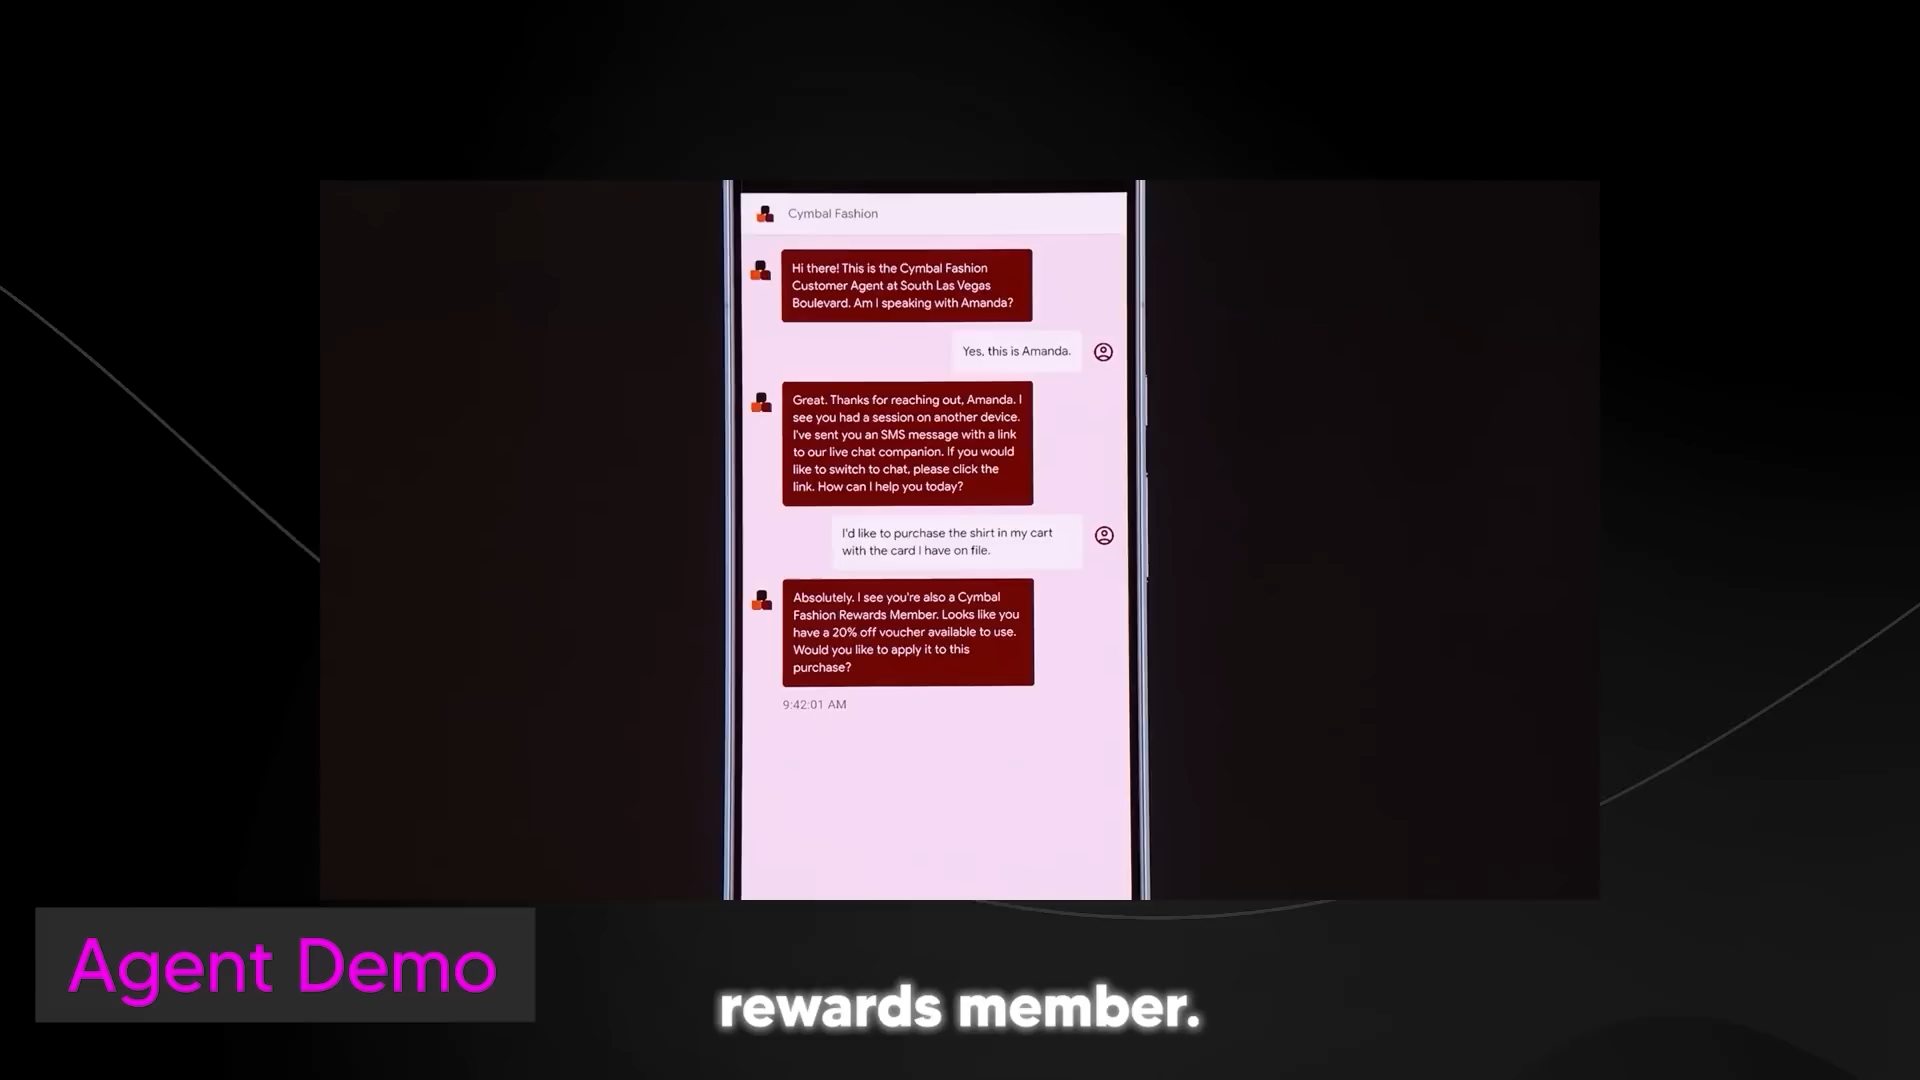 Cymbal Fashion
Hi there! This is the Cymbal Fashion
Customer Agent at South Las Vegas
Boulevard. Am I speaking with Amanda?
Yes, this is Amanda.
Great. Thanks for reaching out, Amanda. I
see you had a session on another device.
I've sent you an SMS message with a link
to our live chat companion. If you would
like to switch to chat, please click the
link. How can I help you today?
I'd like to purchase the shirt in my cart
with the card I have on file.
Absolutely. I see you're also a Cymbal
Fashion Rewards Member. Looks like you
have a 20% off voucher available to use.
Would you like to apply it to this
purchase?
9:42:01 AM
Agent Demo
rewards member.